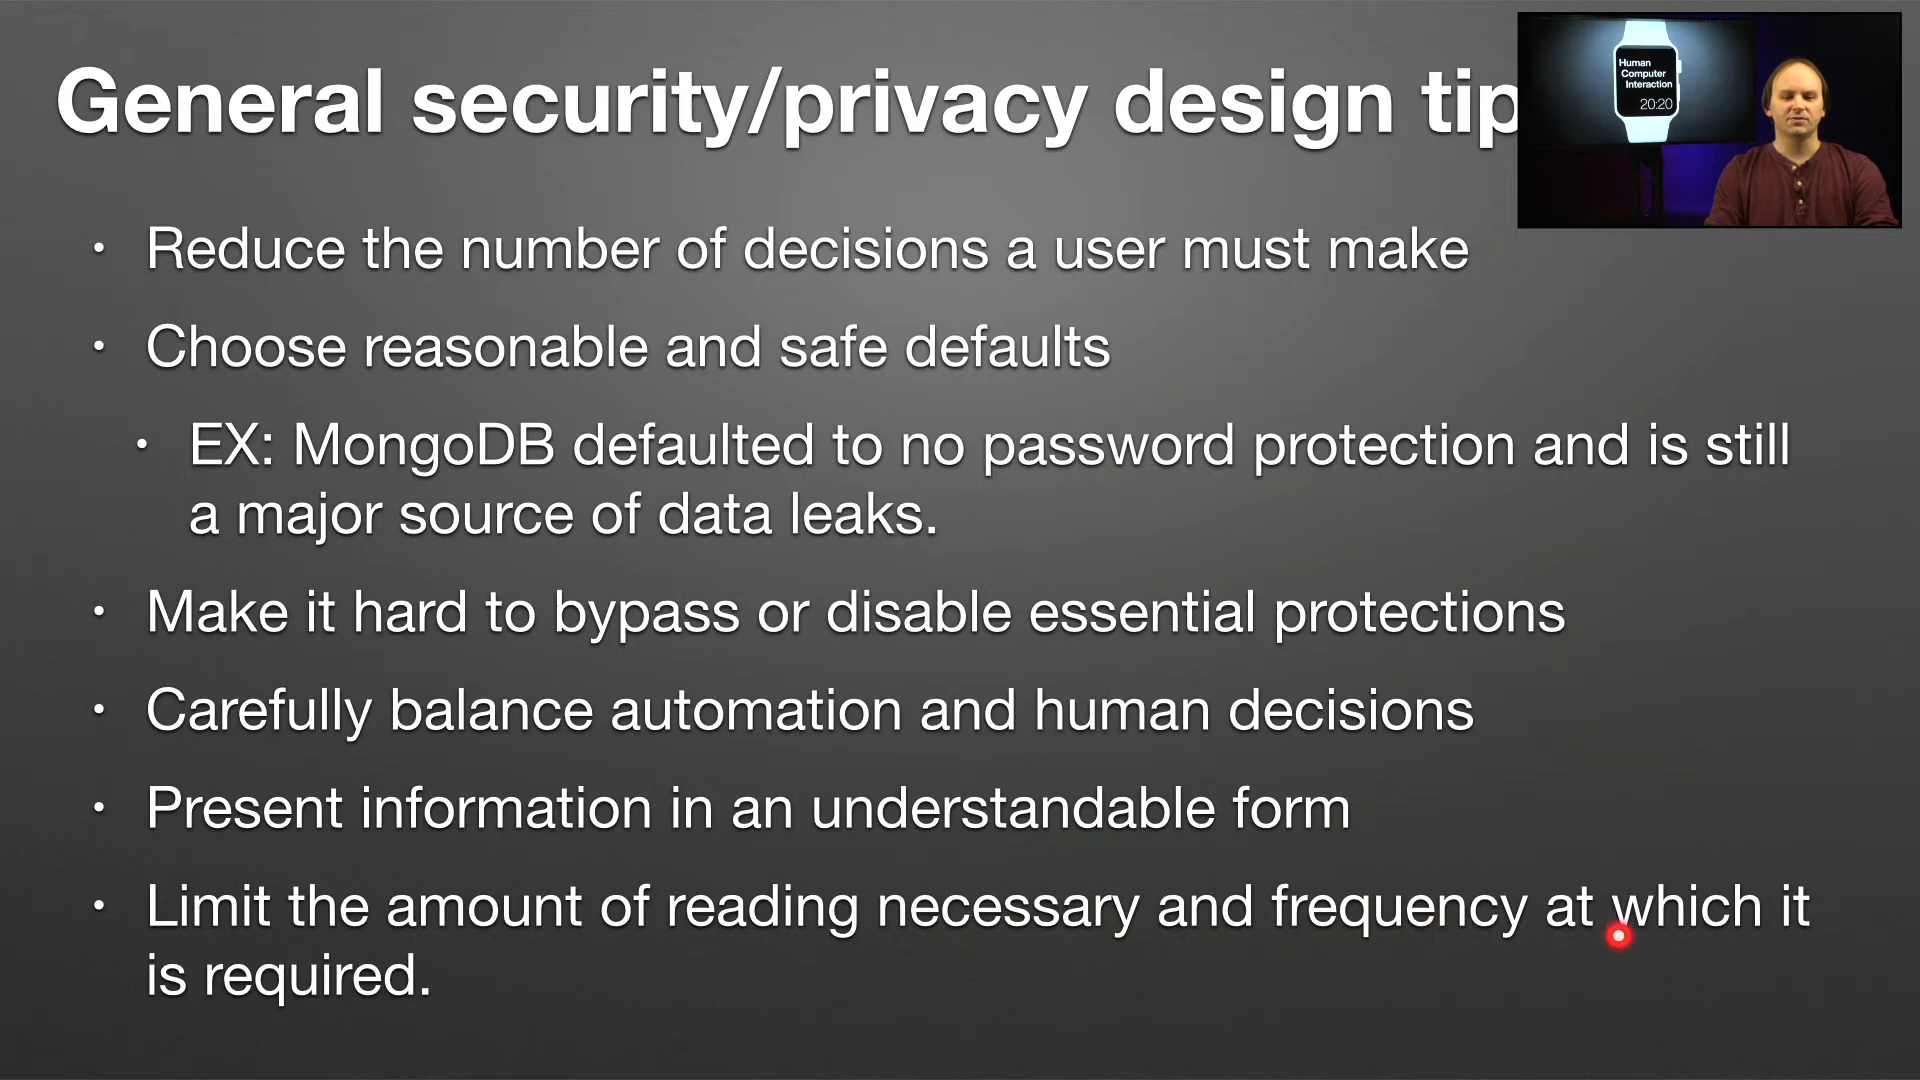 General security/privacy design tip
Human
Computer
Interaction
20:20
• Reduce the number of decisions a user must make
• Choose reasonable and safe defaults
• EX: MongoDB defaulted to no password protection and is still
a major source of data leaks.
• Make it hard to bypass or disable essential protections
• Carefully balance automation and human decisions
• Present information in an understandable form
• Limit the amount of reading necessary and frequency at which it
is required.